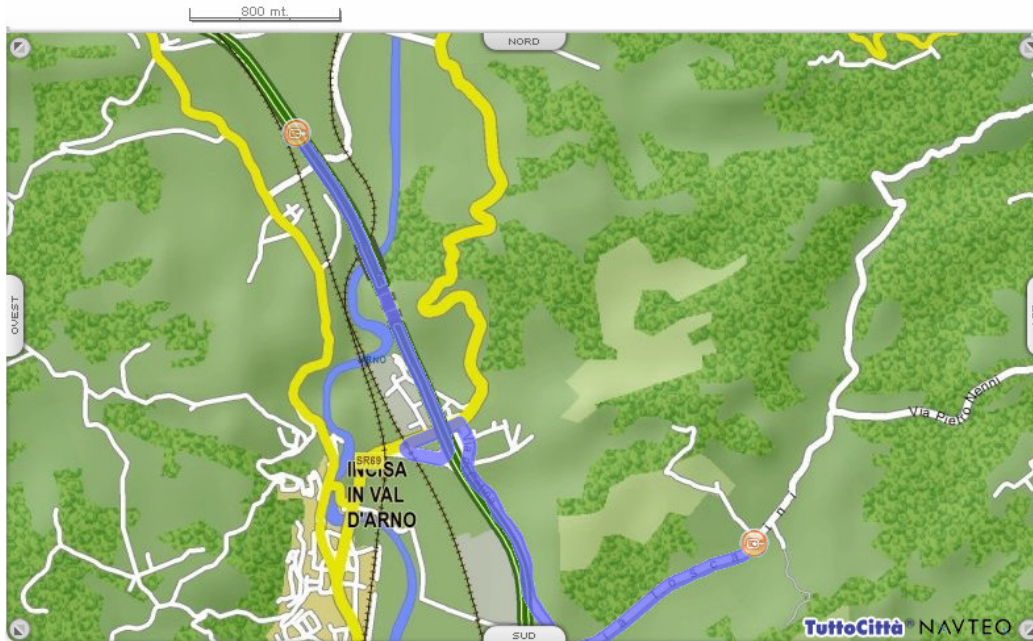 800 mt.
NORD
OVEST
ARNO
Via Pietro Nenni
SR69
INCISA
IN VAL
D'ARNO
SUD
TuttoCittà® NAVTEQ